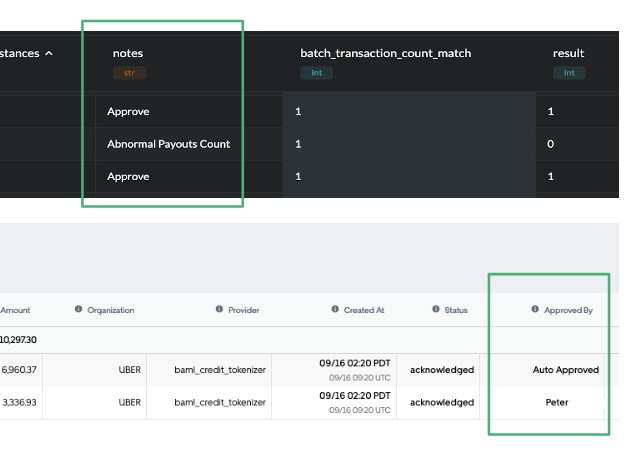 stances notes batch_transaction_count_match result
str int int
Approve 1 1
Abnormal Payouts Count 1 0
Approve 1 1
Amount Organization Provider Created At Status Approved By
10,297.30
6,960.37 UBER baml_credit_tokenizer 09/16 02:20 PDT acknowledged Auto Approved
09/16 09:20 UTC
3,336.93 UBER baml_credit_tokenizer 09/16 02:20 PDT acknowledged Peter
09/16 09:20 UTC